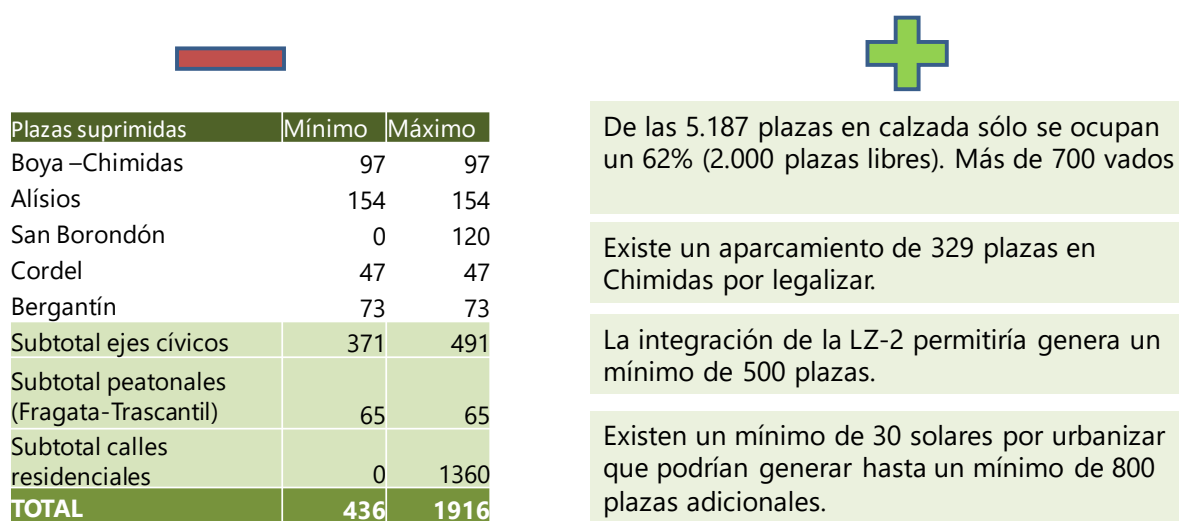 Plazas suprimidas Mínimo Máximo
Boya –Chimidas 97 97
Alísios 154 154
San Borondón 0 120
Cordel 47 47
Bergantín 73 73
Subtotal ejes cívicos 371 491
Subtotal peatonales
(Fragata-Trascantil) 65 65
Subtotal calles
residenciales 0 1360
TOTAL 436 1916
De las 5.187 plazas en calzada sólo se ocupan
un 62% (2.000 plazas libres). Más de 700 vados
Existe un aparcamiento de 329 plazas en
Chimidas por legalizar.
La integración de la LZ-2 permitiría genera un
mínimo de 500 plazas.
Existen un mínimo de 30 solares por urbanizar
que podrían generar hasta un mínimo de 800
plazas adicionales.